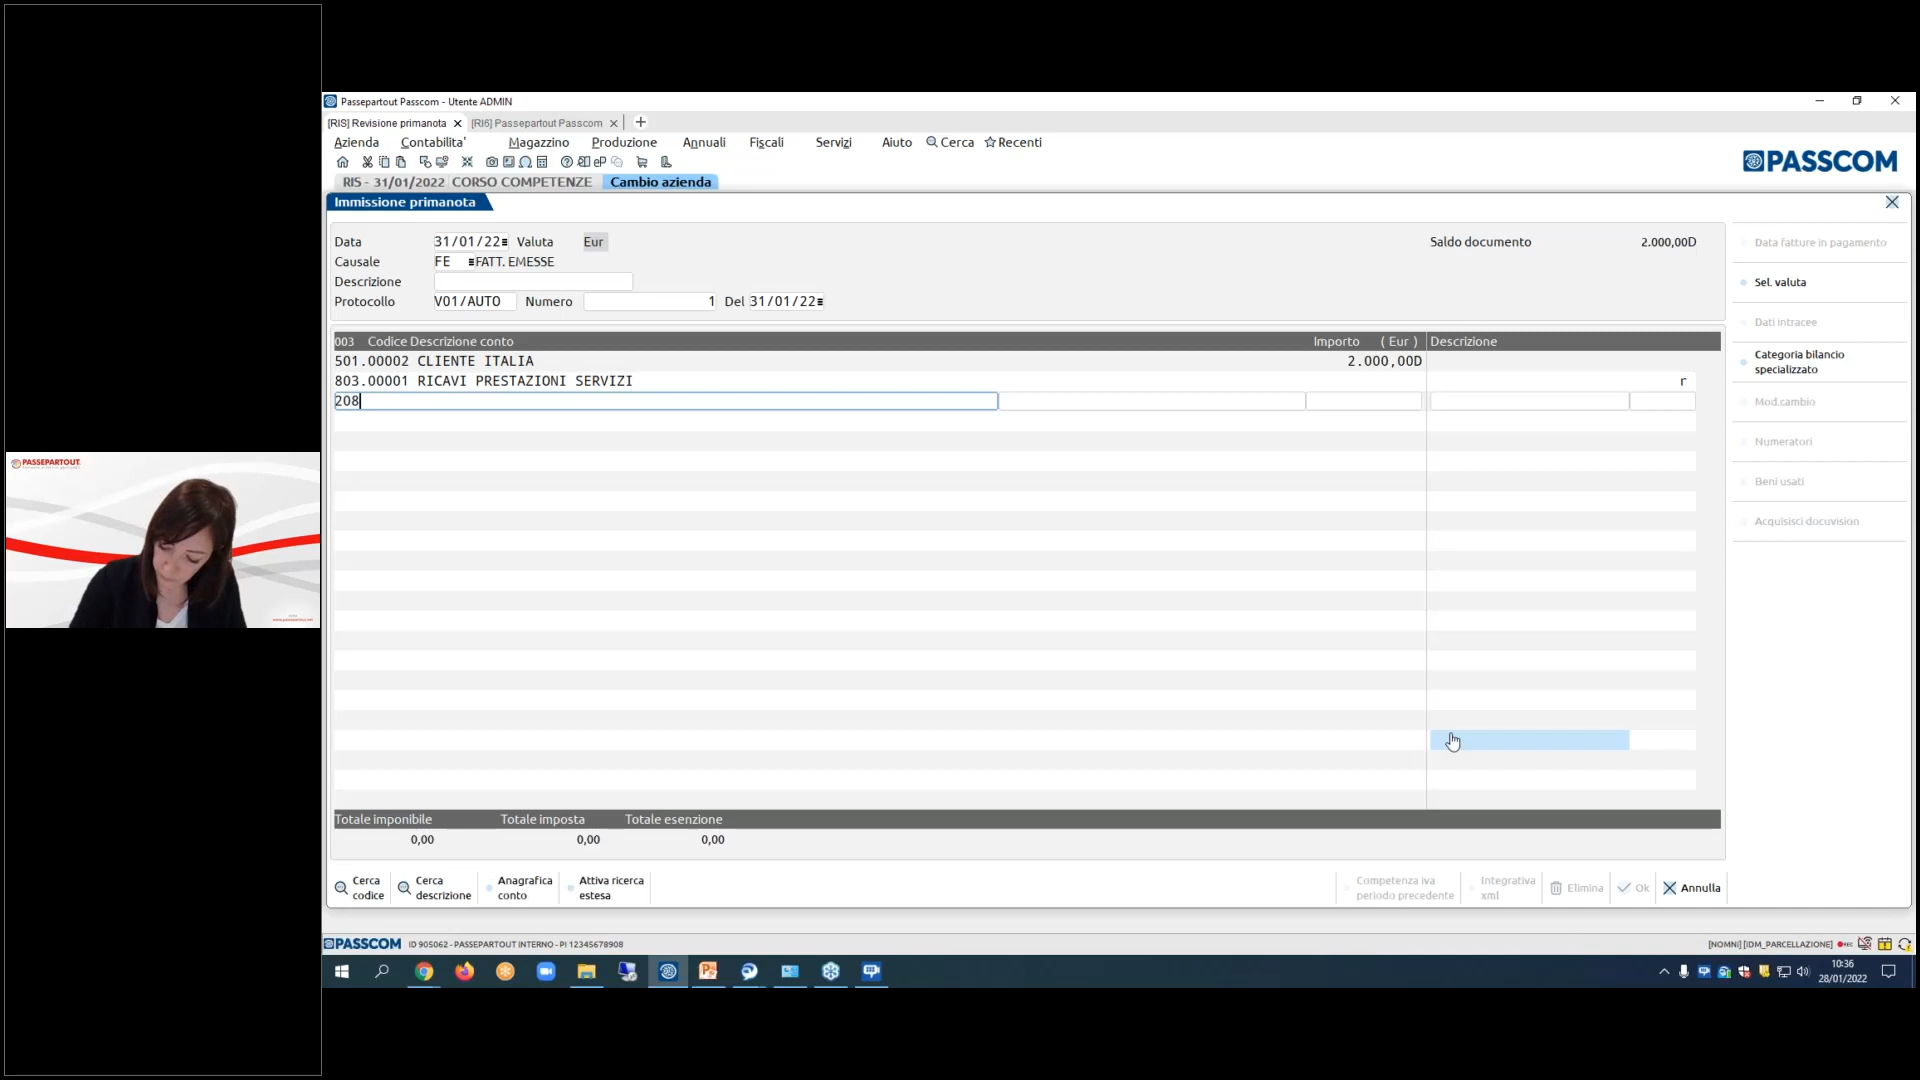 Passepartout Passcom - Utente ADMIN
[RIS] Revisione primanota [RI6] Passepartout Passcom
Azienda Contabilita' Magazzino Produzione Annuali Fiscali Servizi Aiuto Cerca Recenti
PASSCOM
RIS - 31/01/2022 CORSO COMPETENZE Cambio azienda
Immissione primanota
Data 31/01/22 Valuta Eur Saldo documento 2.000,00D
Causale FE FATT. EMESSE
Descrizione
Protocollo V01/AUTO Numero 1 Del 31/01/22
003 Codice Descrizione conto Importo ( Eur ) Descrizione
501.00002 CLIENTE ITALIA 2.000,00D
803.00001 RICAVI PRESTAZIONI SERVIZI r
208
Data fatture in pagamento
Sel. valuta
Dati intracee
Categoria bilancio
specializzato
Mod.cambio
Numeratori
Beni usati
Acquisisci docuvision
PASSEPARTOUT
Totale imponibile Totale imposta Totale esenzione
0,00 0,00 0,00
Cerca codice
Cerca descrizione
Anagrafica conto
Attiva ricerca estesa
Competenza iva periodo precedente
Integrativa xml
Elimina
Ok
Annulla
PASSCOM ID 905062 - PASSEPARTOUT INTERNO - PI 12345678908 [NOMNI] [IDM_PARCELLAZIONE] REC
10:36
28/01/2022